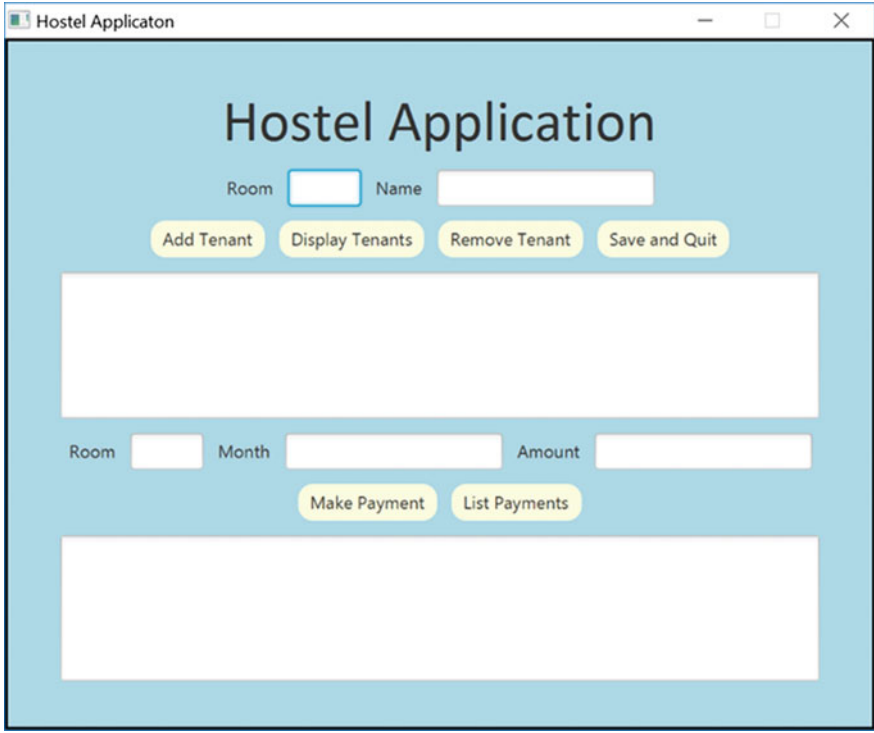 Hostel Applicaton
Hostel Application
Room Name
Add Tenant Display Tenants Remove Tenant Save and Quit
Room Month Amount
Make Payment List Payments